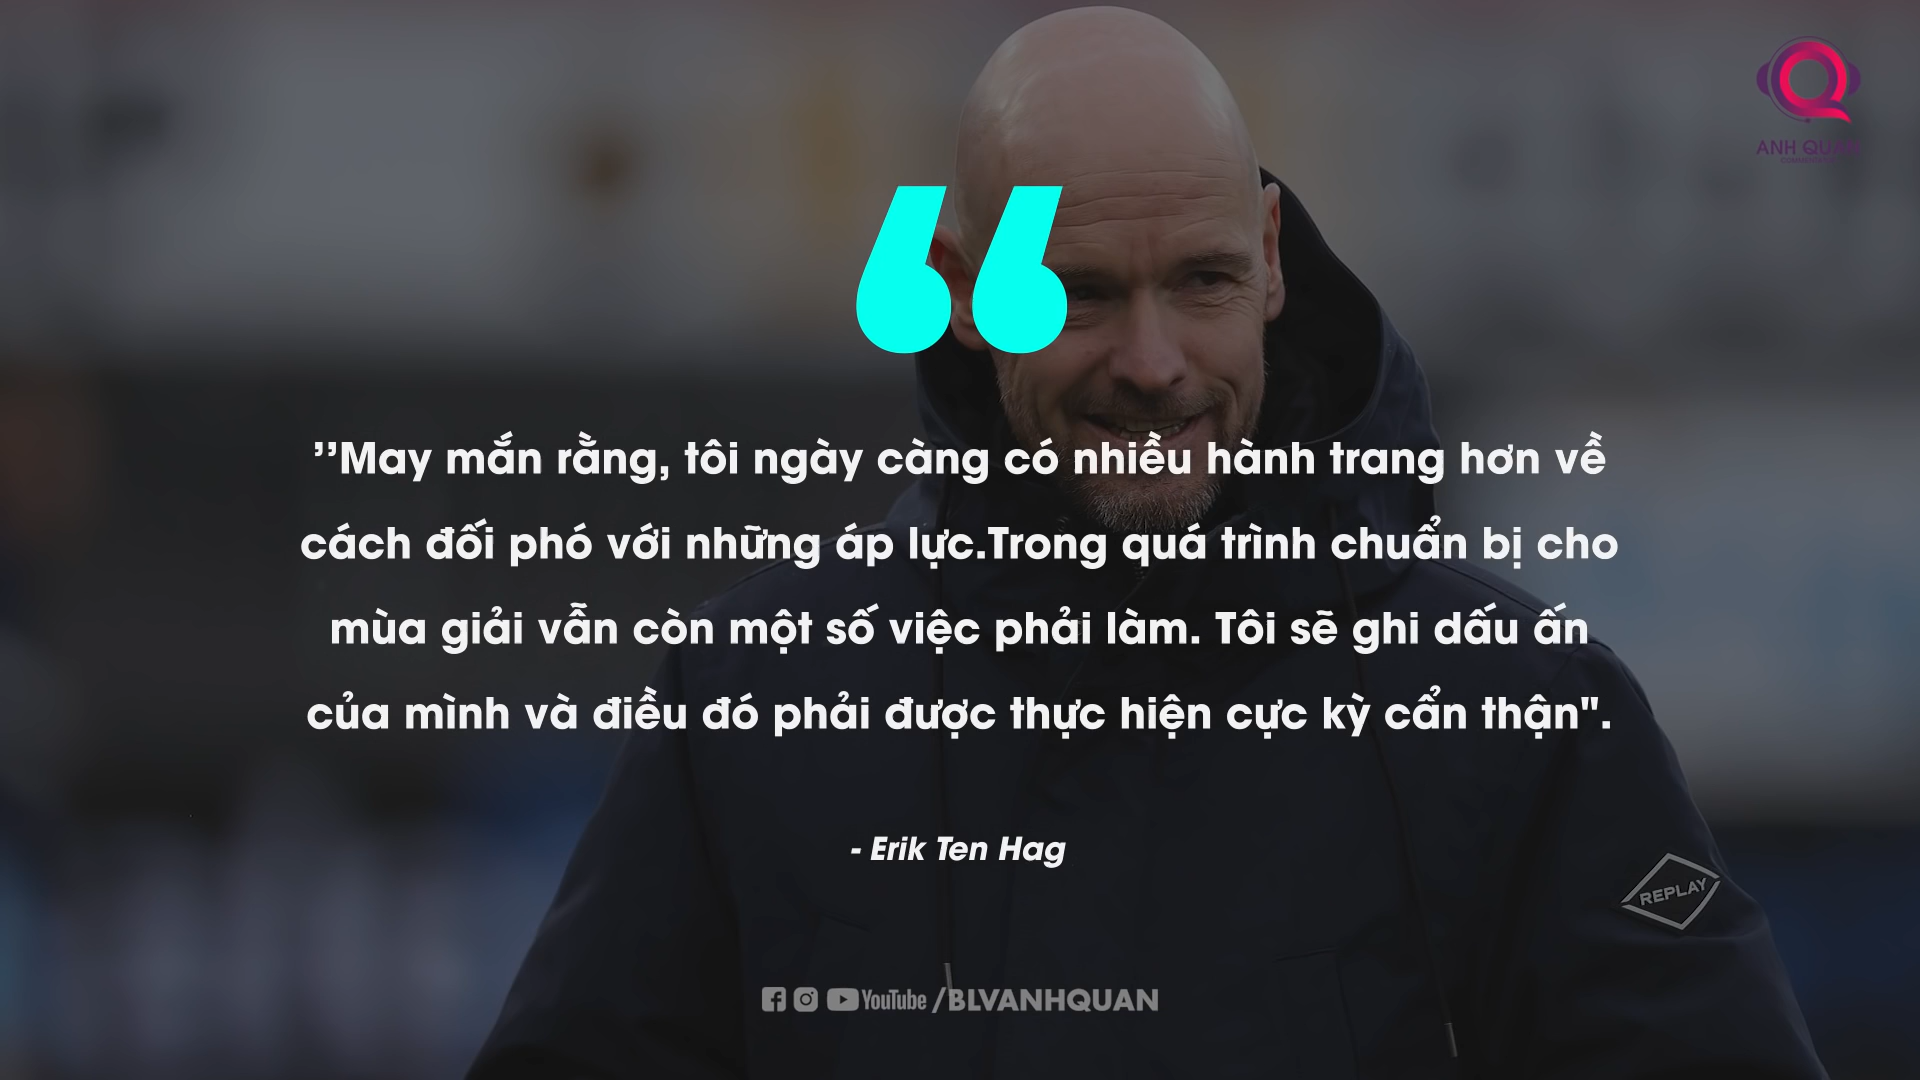 ANH QUAN
’’May mắn rằng, tôi ngày càng có nhiều hành trang hơn về
cách đối phó với những áp lực.Trong quá trình chuẩn bị cho
mùa giải vẫn còn một số việc phải làm. Tôi sẽ ghi dấu ấn
của mình và điều đó phải được thực hiện cực kỳ cẩn thận".
- Erik Ten Hag
REPLAY
YouTube /BLVANHQUAN